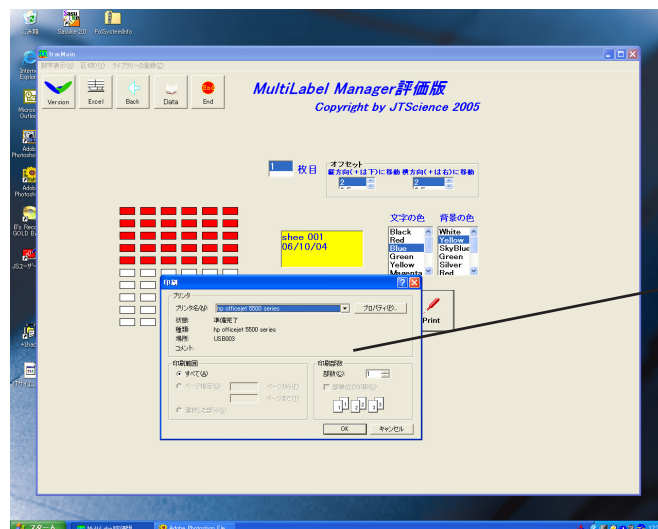 ごみ箱
Sasuke 2.0
PolSystemInfo
frmMain
MultiLabel Manager評価版
Copyright by JTScience 2005
Version
Excel
Back
Data
End
1 枚目
オフセット
縦方向(+は下)に移動 横方向(+は右)に移動
2
2
文字の色
背景の色
Black
Red
Blue
Green
Yellow
Magenta
White
Yellow
SkyBlue
Green
Silver
Red
shee 001
06/10/04
Print
印刷
プリンタ
プリンタ名(N):
hp officejet 5500 series
プロパティ(P)...
状態:
準備完了
種類:
hp officejet 5500 series
場所:
USB003
コメント:
印刷範囲
すべて(A)
ページ指定(G)
ページから(F)
ページまで(T)
選択した部分(S)
印刷部数
部数(C):
1
部単位で印刷(O)
1 1 2 2 3 3
OK
キャンセル
スタート